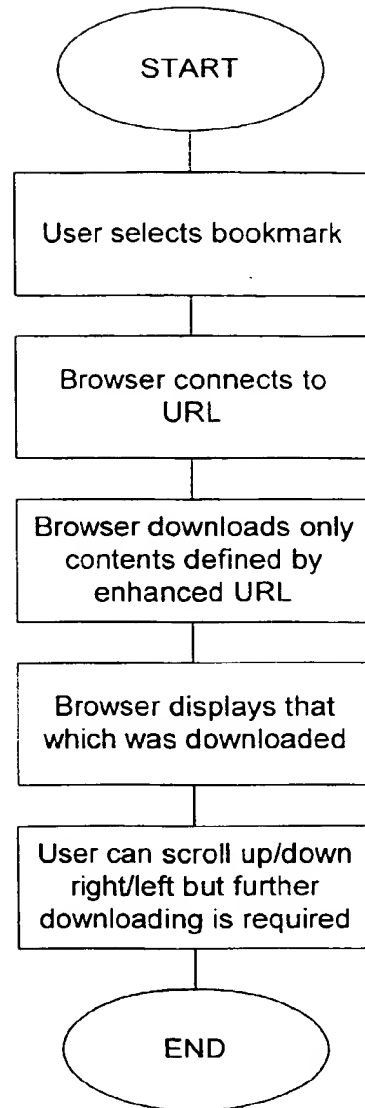 START
User selects bookmark
Browser connects to
URL
Browser downloads only
contents defined by
enhanced URL
Browser displays that
which was downloaded
User can scroll up/down
right/left but further
downloading is required
END